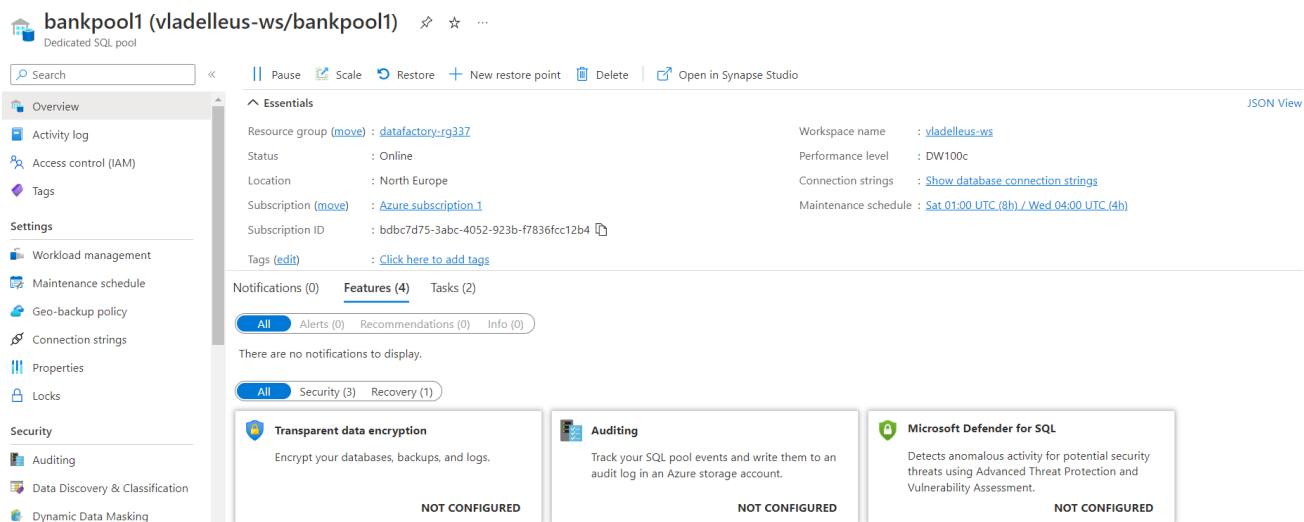 bankpool1 (vladelleus-ws/bankpool1)
Dedicated SQL pool
Search
Pause Scale Restore New restore point Delete Open in Synapse Studio
Overview
Activity log
Access control (IAM)
Tags
Settings
Workload management
Maintenance schedule
Geo-backup policy
Connection strings
Properties
Locks
Security
Auditing
Data Discovery & Classification
Dynamic Data Masking
Essentials
JSON View
Resource group (move) : datafactory-rg337
Status : Online
Location : North Europe
Subscription (move) : Azure subscription 1
Subscription ID : bdbc7d75-3abc-4052-923b-f7836fcc12b4
Tags (edit) : Click here to add tags
Workspace name : vladelleus-ws
Performance level : DW100c
Connection strings : Show database connection strings
Maintenance schedule : Sat 01:00 UTC (8h) / Wed 04:00 UTC (4h)
Notifications (0) Features (4) Tasks (2)
All Alerts (0) Recommendations (0) Info (0)
There are no notifications to display.
All Security (3) Recovery (1)
Transparent data encryption
Encrypt your databases, backups, and logs.
NOT CONFIGURED
Auditing
Track your SQL pool events and write them to an
audit log in an Azure storage account.
NOT CONFIGURED
Microsoft Defender for SQL
Detects anomalous activity for potential security
threats using Advanced Threat Protection and
Vulnerability Assessment.
NOT CONFIGURED